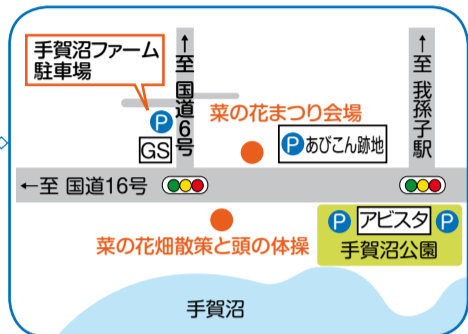 手賀沼ファーム
駐車場
↑至 国道6号
↑至 我孫子駅
菜の花まつり会場
P
GS
P あびこん跡地
←至 国道16号
P アビスタ P
手賀沼公園
菜の花畑散策と頭の体操
手賀沼